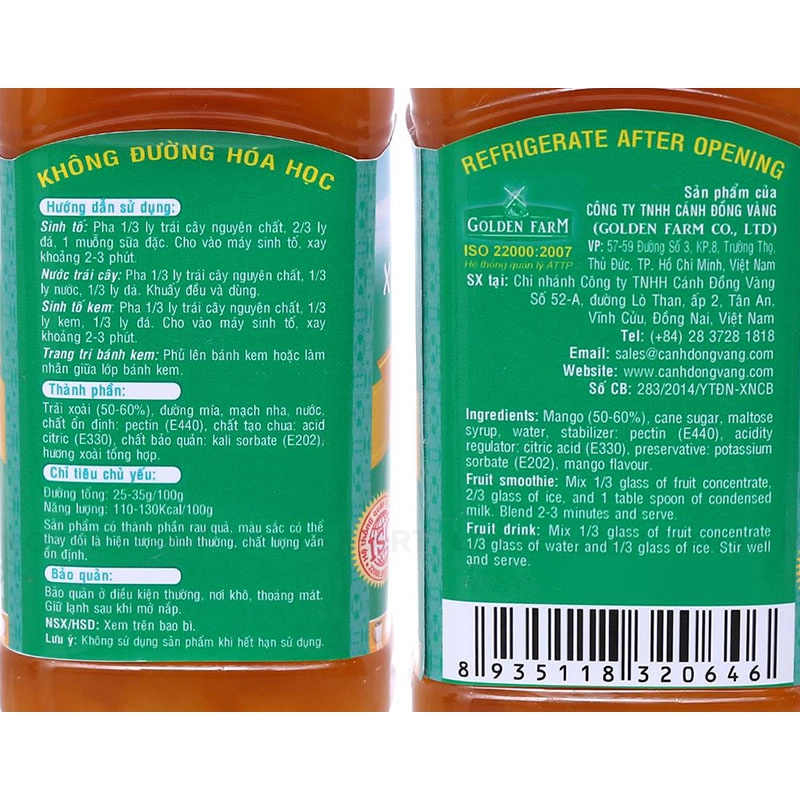 KHÔNG ĐƯỜNG HÓA HỌC
Hướng dẫn sử dụng:
Sinh tố: Pha 1/3 ly trái cây nguyên chất, 2/3 ly
đá, 1 muỗng sữa đặc. Cho vào máy sinh tố, xay
khoảng 2-3 phút.
Nước trái cây: Pha 1/3 ly trái cây nguyên chất, 1/3
ly nước, 1/3 ly đá. Khuấy đều và dùng.
Sinh tố kem: Pha 1/3 ly trái cây nguyên chất, 1/3
ly kem, 1/3 ly đá. Cho vào máy sinh tố, xay
khoảng 2-3 phút.
Trang trí bánh kem: Phủ lên bánh kem hoặc làm
nhân giữa lớp bánh kem.
Thành phần:
Trái xoài (50-60%), đường mía, mạch nha, nước,
chất ổn định: pectin (E440), chất tạo chua: acid
citric (E330), chất bảo quản: kali sorbate (E202),
hương xoài tổng hợp.
Chỉ tiêu chủ yếu:
Đường tổng: 25-35g/100g
Năng lượng: 110-130Kcal/100g
Sản phẩm có thành phần rau quả, màu sắc có thể
thay đổi là hiện tượng bình thường, chất lượng vẫn
ổn định.
Bảo quản:
Bảo quản ở điều kiện thường, nơi khô, thoáng mát.
Giữ lạnh sau khi mở nắp.
NSX/HSD: Xem trên bao bì.
Lưu ý: Không sử dụng sản phẩm khi hết hạn sử dụng.
REFRIGERATE AFTER OPENING
GOLDEN FARM
ISO 22000:2007
Hệ thống quản lý ATTP
Sản phẩm của
CÔNG TY TNHH CÁNH ĐỒNG VÀNG
(GOLDEN FARM CO., LTD)
VP: 57-59 Đường Số 3, KP.8, Trường Thọ,
Thủ Đức, TP. Hồ Chí Minh, Việt Nam
SX tại: Chi nhánh Công ty TNHH Cánh Đồng Vàng
Số 52-A, đường Lò Than, ấp 2, Tân An,
Vĩnh Cửu, Đồng Nai, Việt Nam
Tel: (+84) 28 3728 1818
Email: sales@canhdongvang.com
Website: www.canhdongvang.com
Số CB: 283/2014/YTĐN-XNCB
Ingredients: Mango (50-60%), cane sugar, maltose
syrup, water, stabilizer: pectin (E440), acidity
regulator: citric acid (E330), preservative: potassium
sorbate (E202), mango flavour.
Fruit smoothie: Mix 1/3 glass of fruit concentrate,
2/3 glass of ice, and 1 table spoon of condensed
milk. Blend 2-3 minutes and serve.
Fruit drink: Mix 1/3 glass of fruit concentrate
1/3 glass of water and 1/3 glass of ice. Stir well
and serve.
8 935118 320646